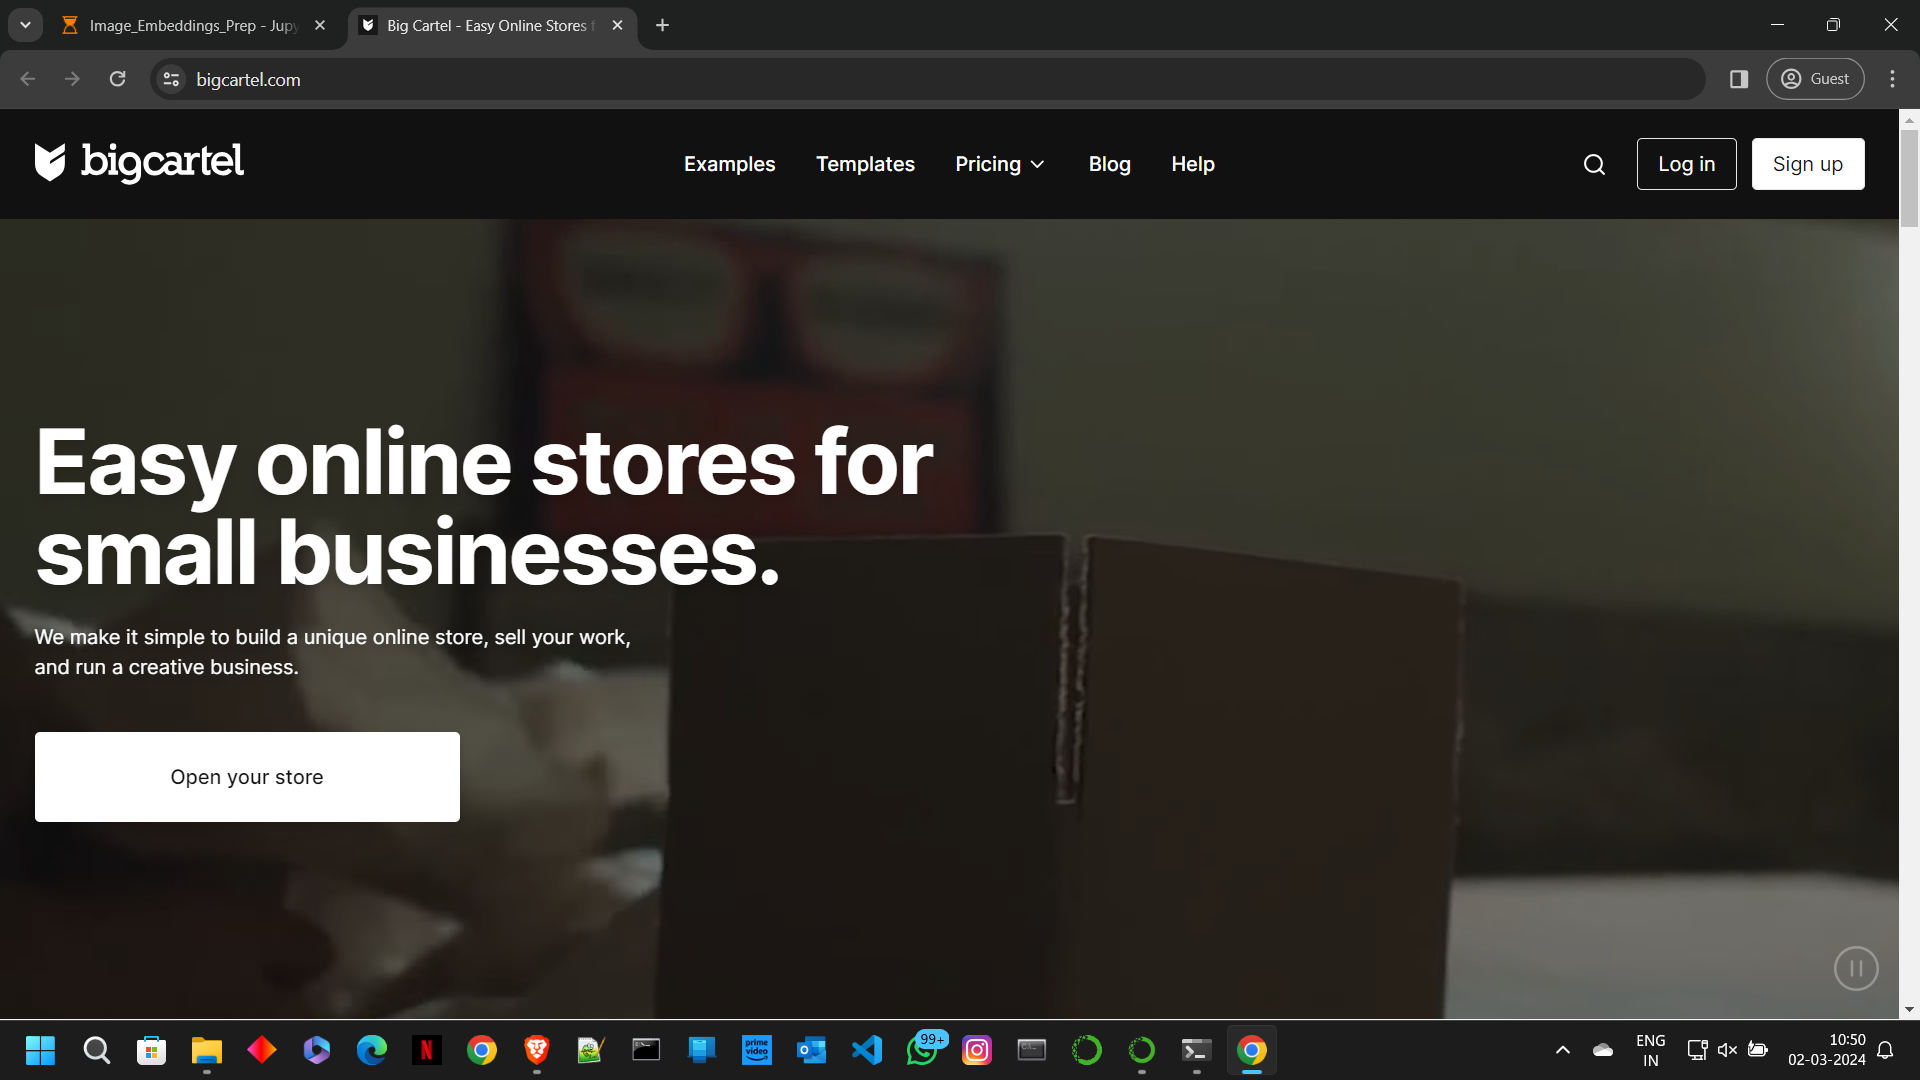 Image_Embeddings_Prep - Jupy
Big Cartel - Easy Online Stores f
bigcartel.com
Guest
bigcartel
Examples
Templates
Pricing
Blog
Help
Log in
Sign up
Easy online stores for
small businesses.
We make it simple to build a unique online store, sell your work,
and run a creative business.
Open your store
N
prime
video
99+
ENG
IN
10:50
02-03-2024